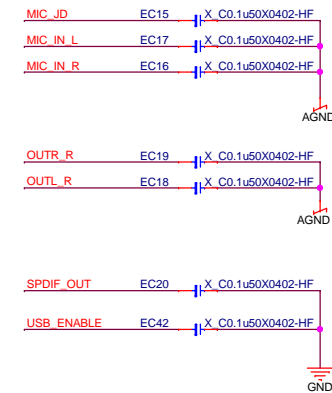 MIC_JD EC15 X_C0.1u50X0402-HF
MIC_IN_L EC17 X_C0.1u50X0402-HF
MIC_IN_R EC16 X_C0.1u50X0402-HF
AGND
OUTR_R EC19 X_C0.1u50X0402-HF
OUTL_R EC18 X_C0.1u50X0402-HF
AGND
SPDIF_OUT EC20 X_C0.1u50X0402-HF
USB_ENABLE EC42 X_C0.1u50X0402-HF
GND